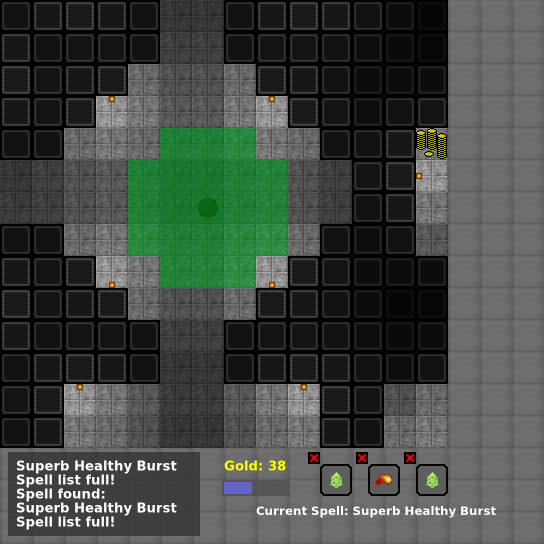 Superb Healthy Burst
Spell list full!
Spell found:
Superb Healthy Burst
Spell list full!
Gold: 38
Current Spell: Superb Healthy Burst